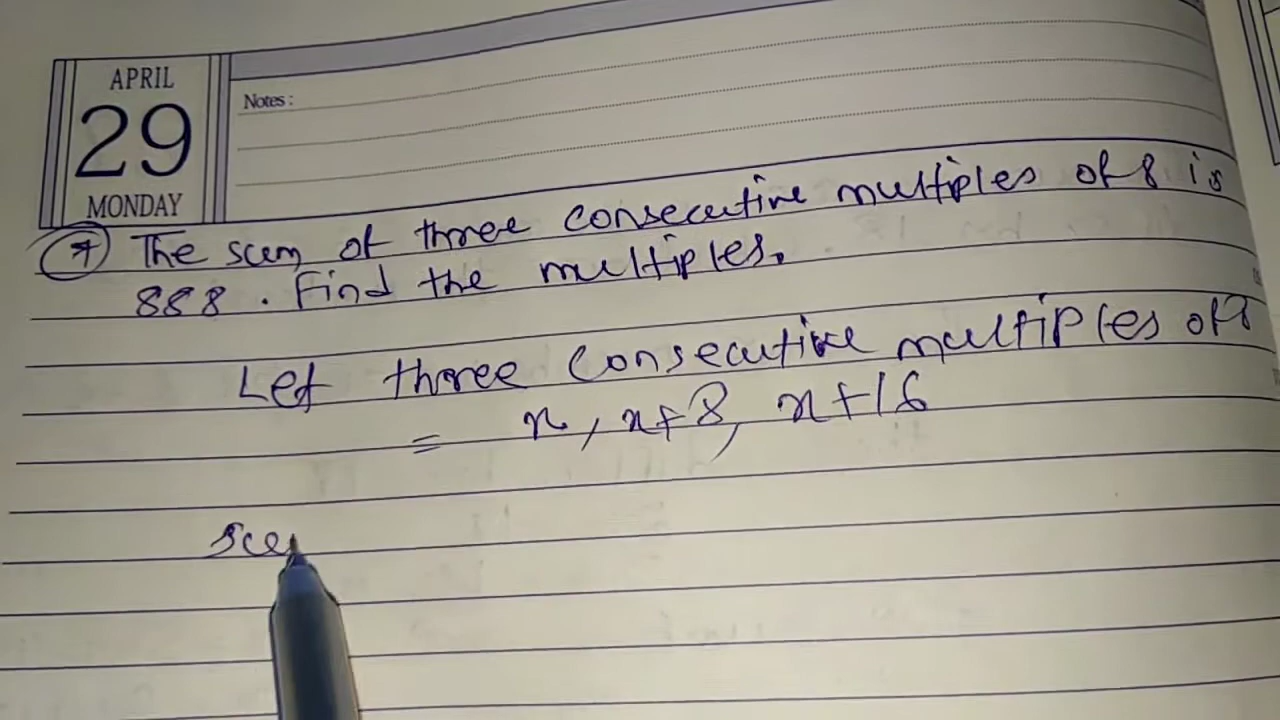 APRIL
29
MONDAY
Notes :
7 The sum of three consecutive multiples of 8 is
888. Find the multiples.
Let three consecutive multiples of 8
= x, x+8, x+16
su